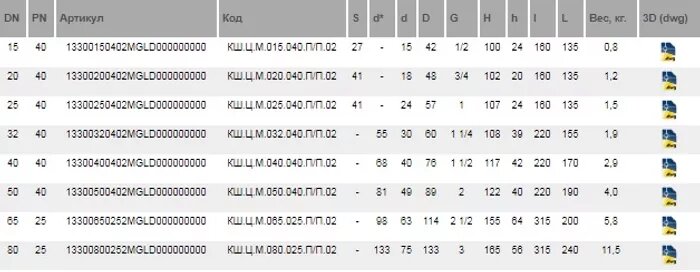 DN PN Артикул Код S d* d D G H h l L Вес, кг. 3D (dwg)
15 40 13300150402MGLD000000000 КШ.Ц.М.015.040.П/П.02 27 - 15 42 1/2 100 24 160 135 0,8
20 40 13300200402MGLD000000000 КШ.Ц.М.020.040.П/П.02 41 - 18 48 3/4 102 20 160 135 1,2
25 40 13300250402MGLD000000000 КШ.Ц.М.025.040.П/П.02 41 - 24 57 1 107 24 160 135 1,5
32 40 13300320402MGLD000000000 КШ.Ц.М.032.040.П/П.02 - 55 30 60 1 1/4 108 39 220 155 1,9
40 40 13300400402MGLD000000000 КШ.Ц.М.040.040.П/П.02 - 68 40 76 1 1/2 117 42 220 170 2,9
50 40 13300500402MGLD000000000 КШ.Ц.М.050.040.П/П.02 - 81 49 89 2 122 40 220 190 4,0
65 25 13300650252MGLD000000000 КШ.Ц.М.065.025.П/П.02 - 98 63 114 2 1/2 155 64 315 200 5,8
80 25 13300800252MGLD000000000 КШ.Ц.М.080.025.П/П.02 - 133 75 133 3 165 56 315 240 11,5